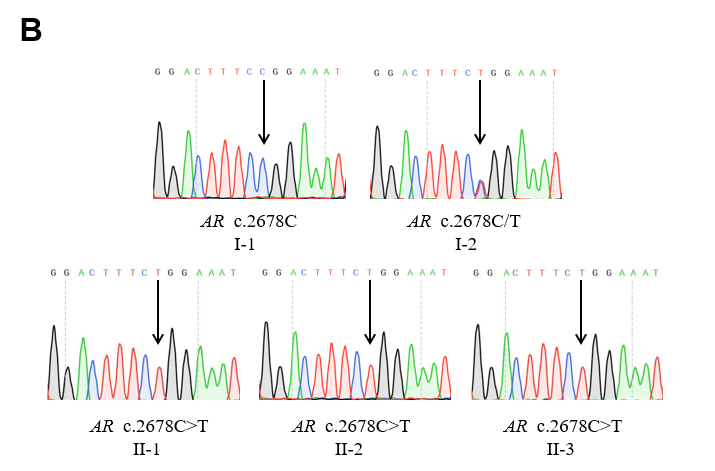 B
G G A C T T T C C G G A A A T
G G A C T T T C T G G A A A T
AR c.2678C
I-1
AR c.2678C/T
I-2
G G A C T T T C T G G A A A T
G G A C T T T C T G G A A A T
G G A C T T T C T G G A A A T
AR c.2678C>T
II-1
AR c.2678C>T
II-2
AR c.2678C>T
II-3